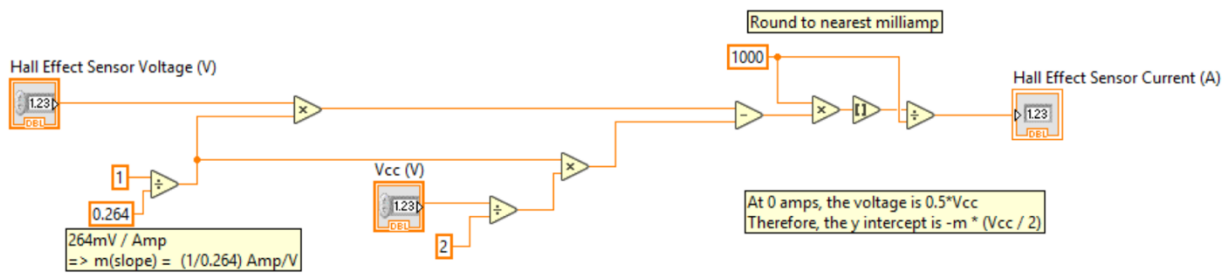 Round to nearest milliamp
1000
Hall Effect Sensor Voltage (V)
Hall Effect Sensor Current (A)
1.23
DBL
1.23
DBL
×
-
×
[]
÷
1
÷
0.264
×
Vcc (V)
1.23
DBL
÷
2
At 0 amps, the voltage is 0.5*Vcc
Therefore, the y intercept is -m * (Vcc / 2)
264mV / Amp
=> m(slope) =  (1/0.264) Amp/V